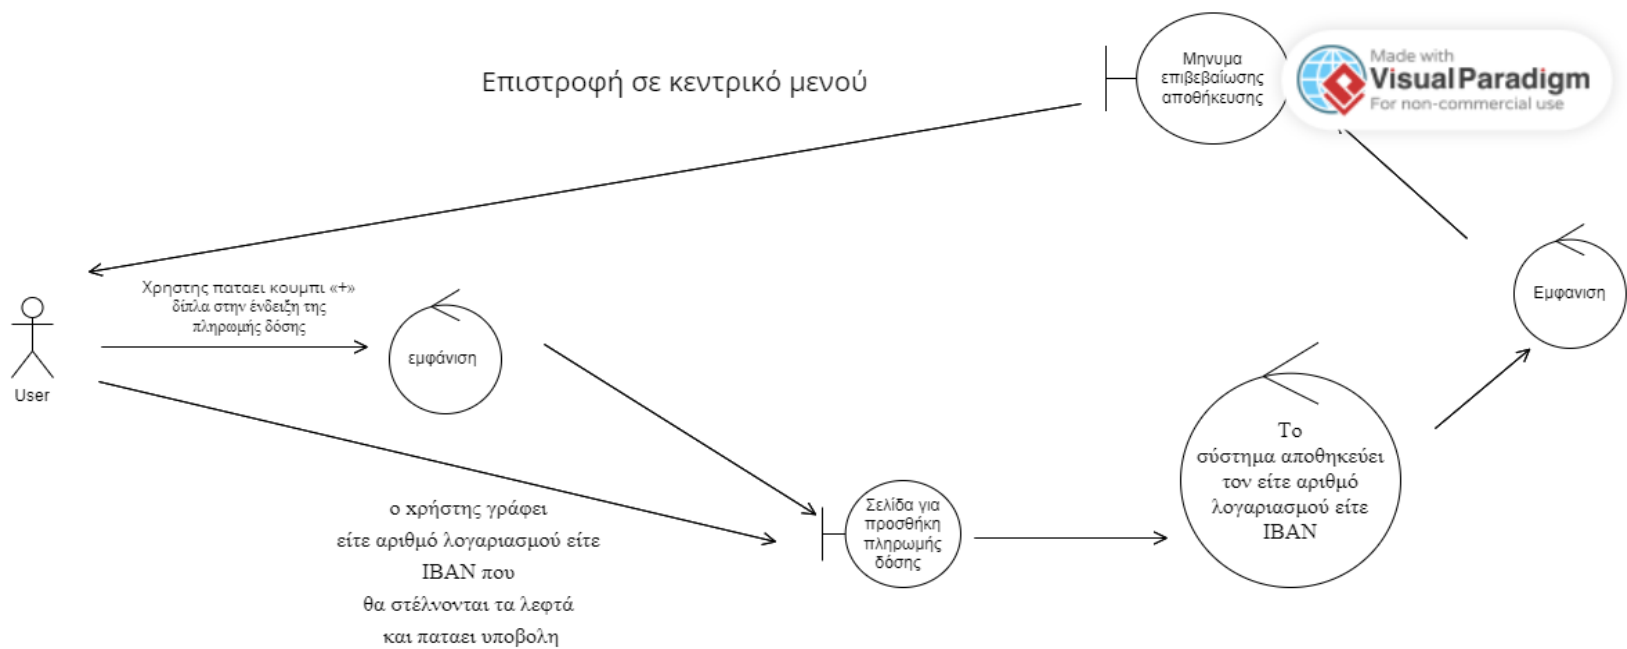 Μηνυμα
επιβεβαίωσης
αποθήκευσης
Made with
VisualParadigm
For non-commercial use
Επιστροφή σε κεντρικό μενού
Χρηστης παταει κουμπι «+»
δίπλα στην ένδειξη της
πληρωμής δόσης
User
εμφάνιση
Εμφανιση
Το
σύστημα αποθηκεύει
τον είτε αριθμό
λογαριασμού είτε
IBAN
Σελίδα για
προσθήκη
πληρωμής
δόσης
ο χρήστης γράφει
είτε αριθμό λογαριασμού είτε
IBAN που
θα στέλνονται τα λεφτά
και παταει υποβολη